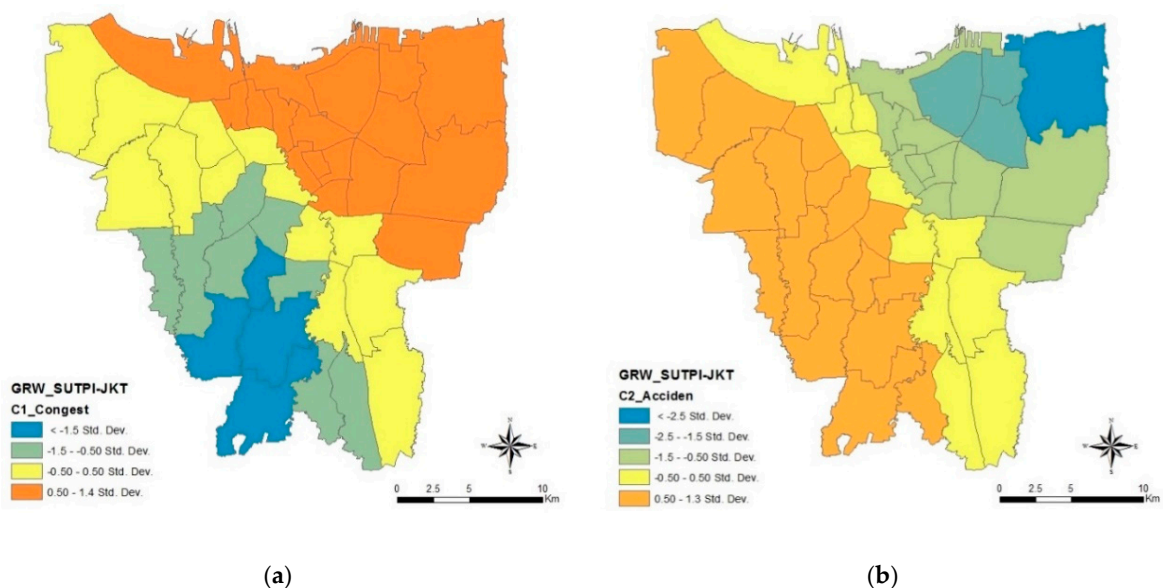 GRW_SUTPI-JKT
C1_Congest
< -1.5 Std. Dev.
-1.5 - -0.50 Std. Dev.
-0.50 - 0.50 Std. Dev.
0.50 - 1.4 Std. Dev.
N
W E
S
0 2.5 5 10
Km
(a)
GRW_SUTPI-JKT
C2_Acciden
< -2.5 Std. Dev.
-2.5 - -1.5 Std. Dev.
-1.5 - -0.50 Std. Dev.
-0.50 - 0.50 Std. Dev.
0.50 - 1.3 Std. Dev.
N
W E
S
0 2.5 5 10
Km
(b)